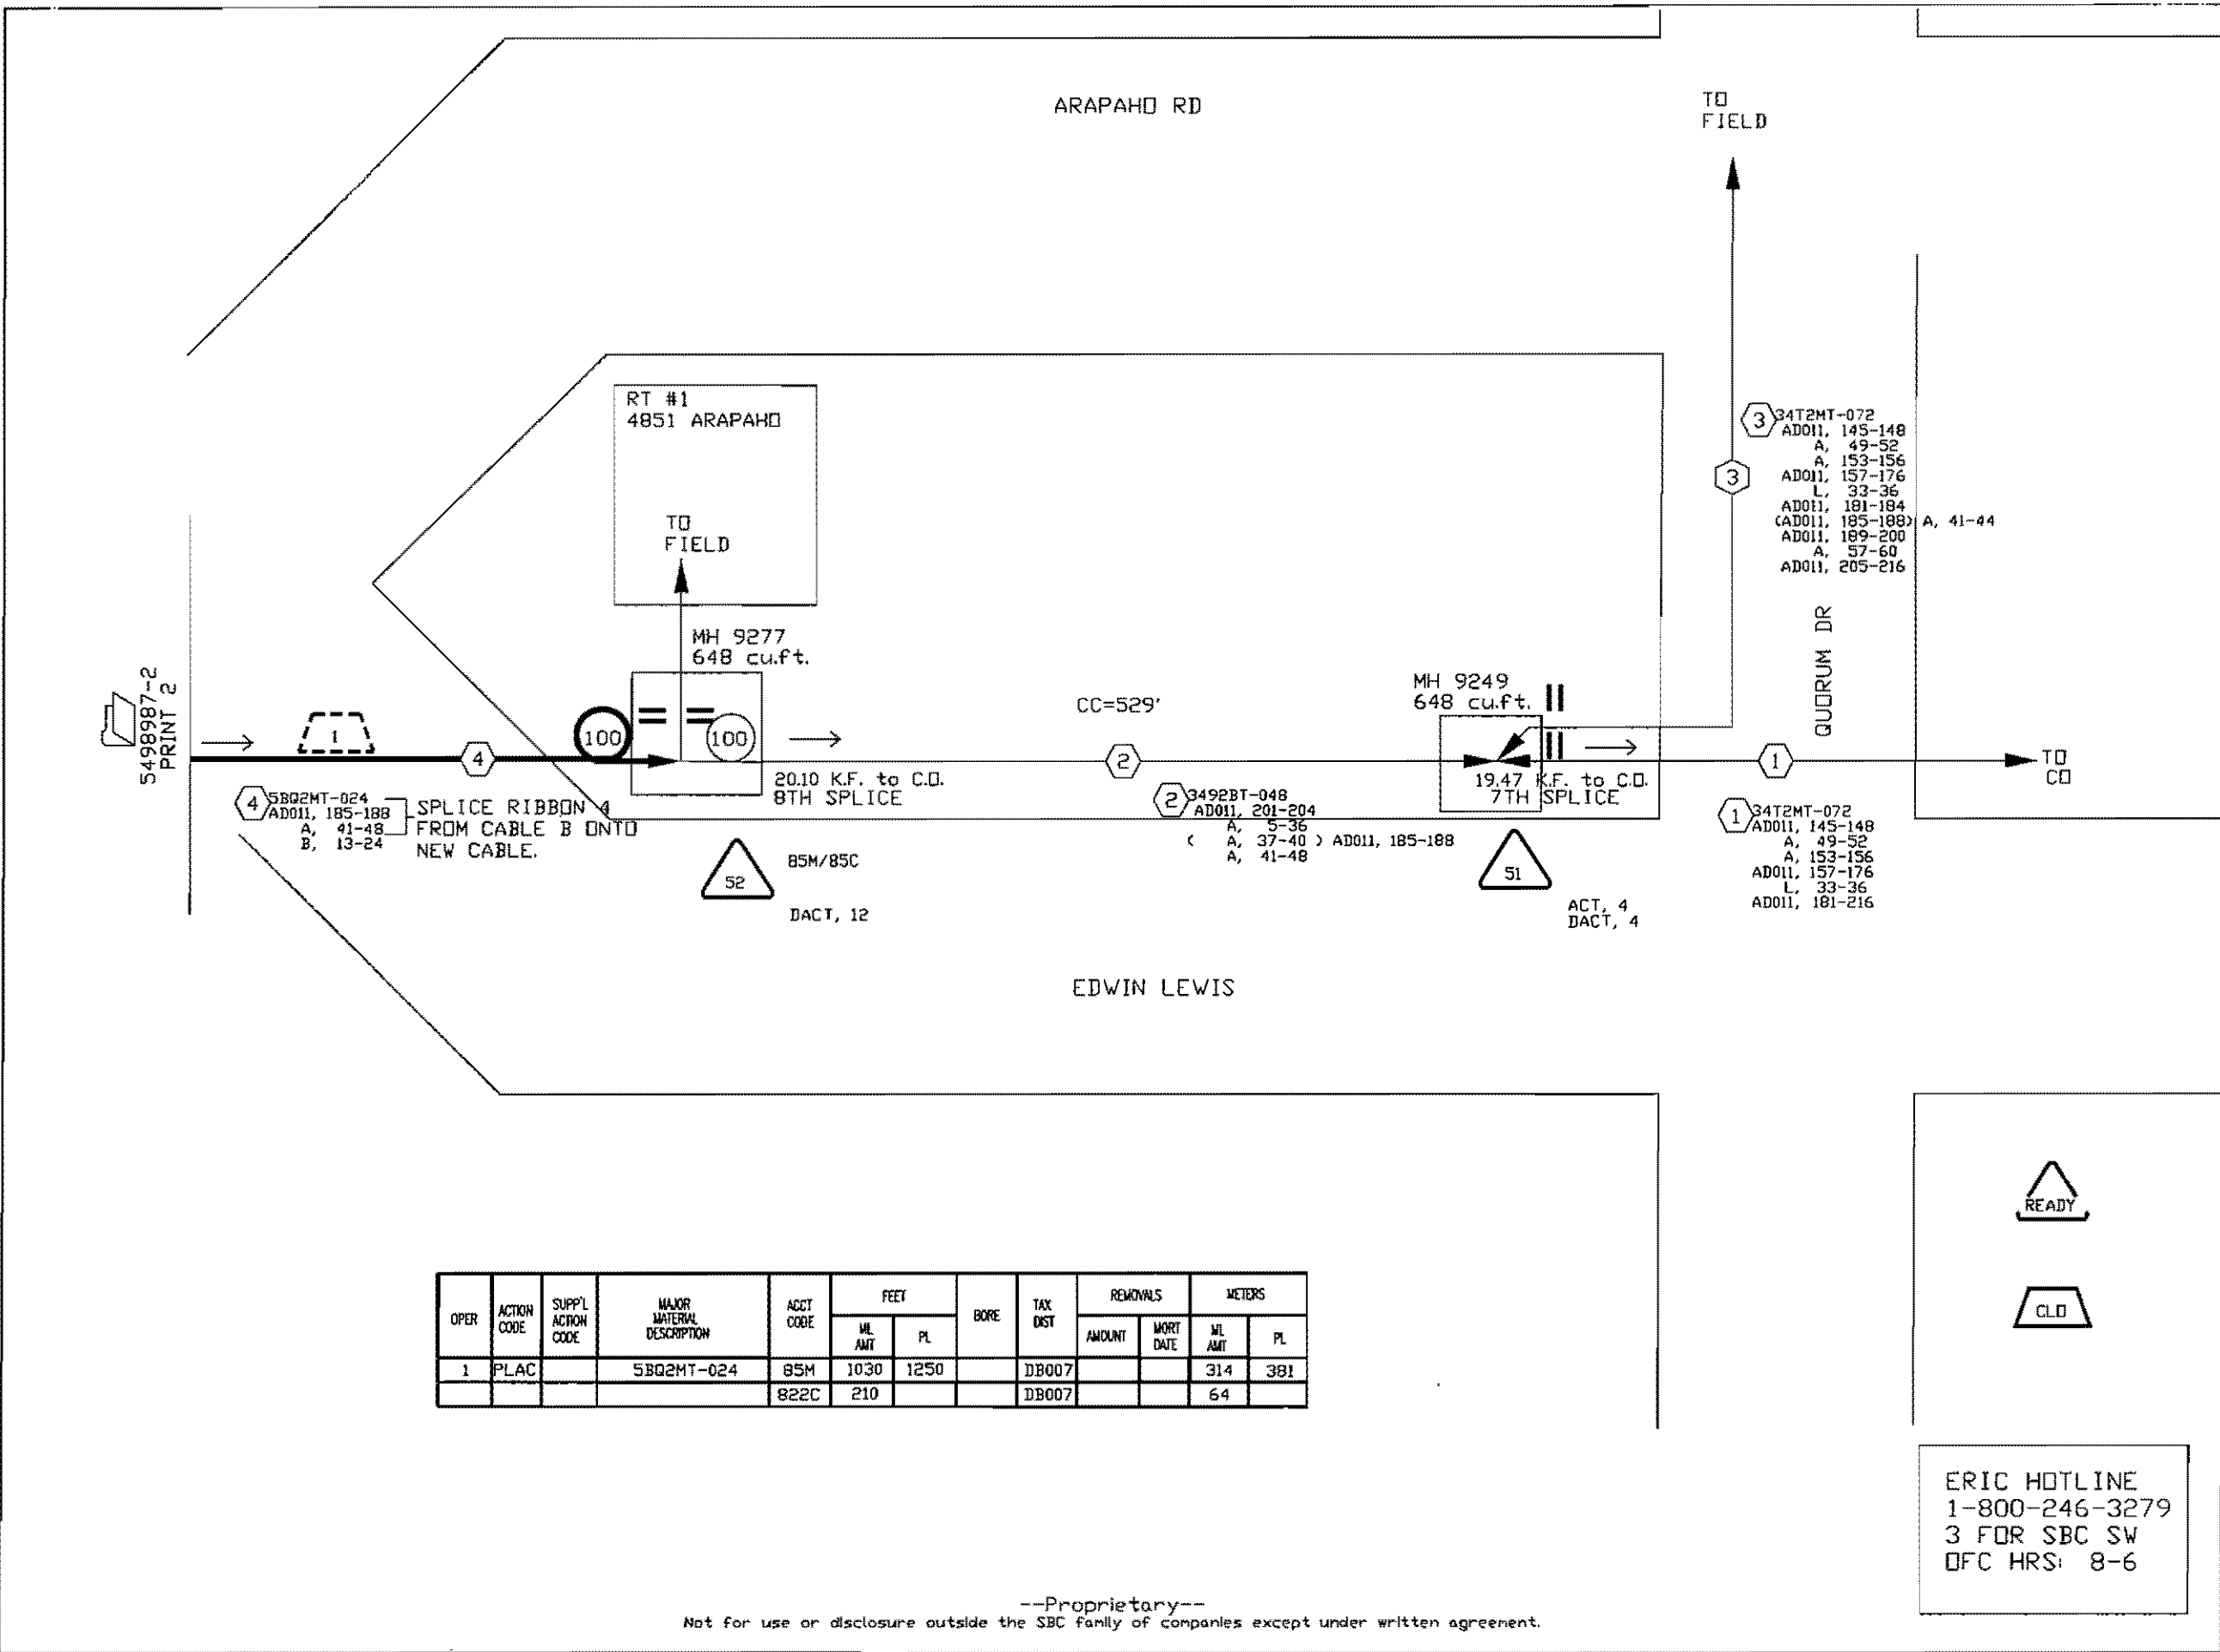 ARAPAHO RD
TO
FIELD
RT #1
4851 ARAPAHO
TO
FIELD
MH 9277
648 cu.ft.
3
34T2MT-072
AD011, 145-148
A, 49-52
A, 153-156
AD011, 157-176
L, 33-36
AD011, 181-184
(AD011, 185-188) A, 41-44
AD011, 189-200
A, 57-60
AD011, 205-216
3
QUORUM DR
5498987-2
PRINT 2
1
4
100
100
CC=529'
2
MH 9249
648 cu.ft.
1
TO
CO
20.10 K.F. to C.O.
8TH SPLICE
19.47 K.F. to C.O.
7TH SPLICE
4
5BQ2MT-024
AD011, 185-188
A, 41-48
B, 13-24
SPLICE RIBBON 4
FROM CABLE B ONTO
NEW CABLE.
2
3492BT-048
AD011, 201-204
A, 5-36
( A, 37-40 ) AD011, 185-188
A, 41-48
1
34T2MT-072
AD011, 145-148
A, 49-52
A, 153-156
AD011, 157-176
L, 33-36
AD011, 181-216
52
85M/85C
DACT, 12
51
ACT, 4
DACT, 4
EDWIN LEWIS
READY
CLD
OPER ACTION CODE SUPP'L ACTION CODE MAJOR MATERIAL DESCRIPTION ACCT CODE FEET BORE TAX DIST REMOVALS METERS
ML AMT PL AMOUNT MORT DATE ML AMT PL
1 PLAC 5BQ2MT-024 85M 1030 1250 DB007 314 381
822C 210 DB007 64
ERIC HOTLINE
1-800-246-3279
3 FOR SBC SW
OFC HRS: 8-6
--Proprietary--
Not for use or disclosure outside the SBC family of companies except under written agreement.